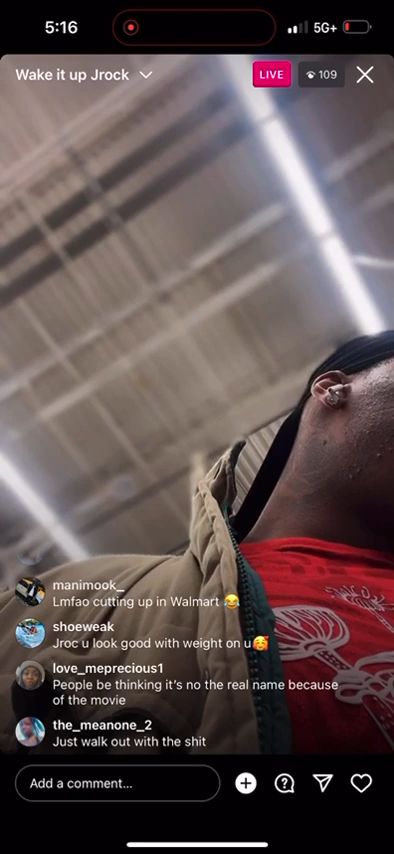 5:16
5G+
Wake it up Jrock
LIVE
109
manimook_
Lmfao cutting up in Walmart 😂
shoeweak
Jroc u look good with weight on u🥰
love_meprecious1
People be thinking it's no the real name because
of the movie
the_meanone_2
Just walk out with the shit
Add a comment...